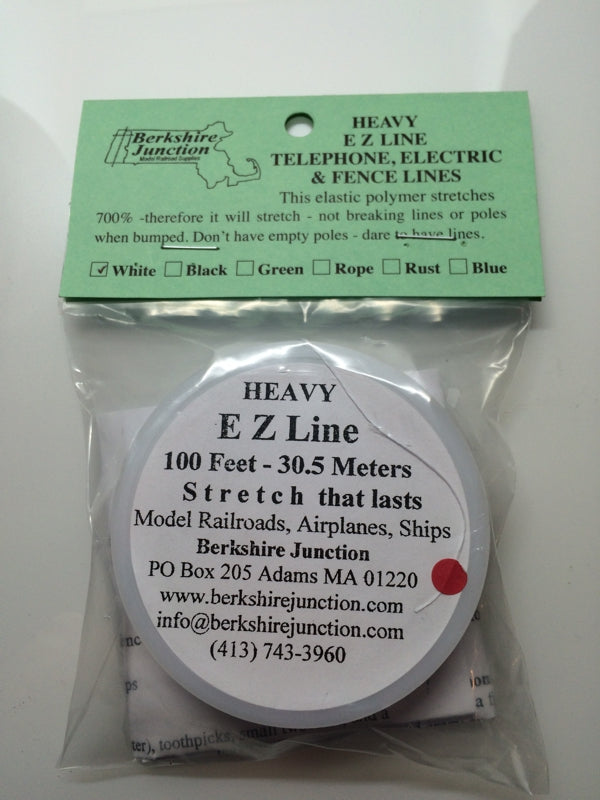 Berkshire
Junction
Model Railroad Supplies
HEAVY
E Z LINE
TELEPHONE, ELECTRIC
& FENCE LINES
This elastic polymer stretches
700% -therefore it will stretch - not breaking lines or poles
when bumped. Don't have empty poles - dare to have lines.
White Black Green Rope Rust Blue
HEAVY
E Z Line
100 Feet - 30.5 Meters
Stretch that lasts
Model Railroads, Airplanes, Ships
Berkshire Junction
PO Box 205 Adams MA 01220
www.berkshirejunction.com
info@berkshirejunction.com
(413) 743-3960
ps
ter), toothpicks, small